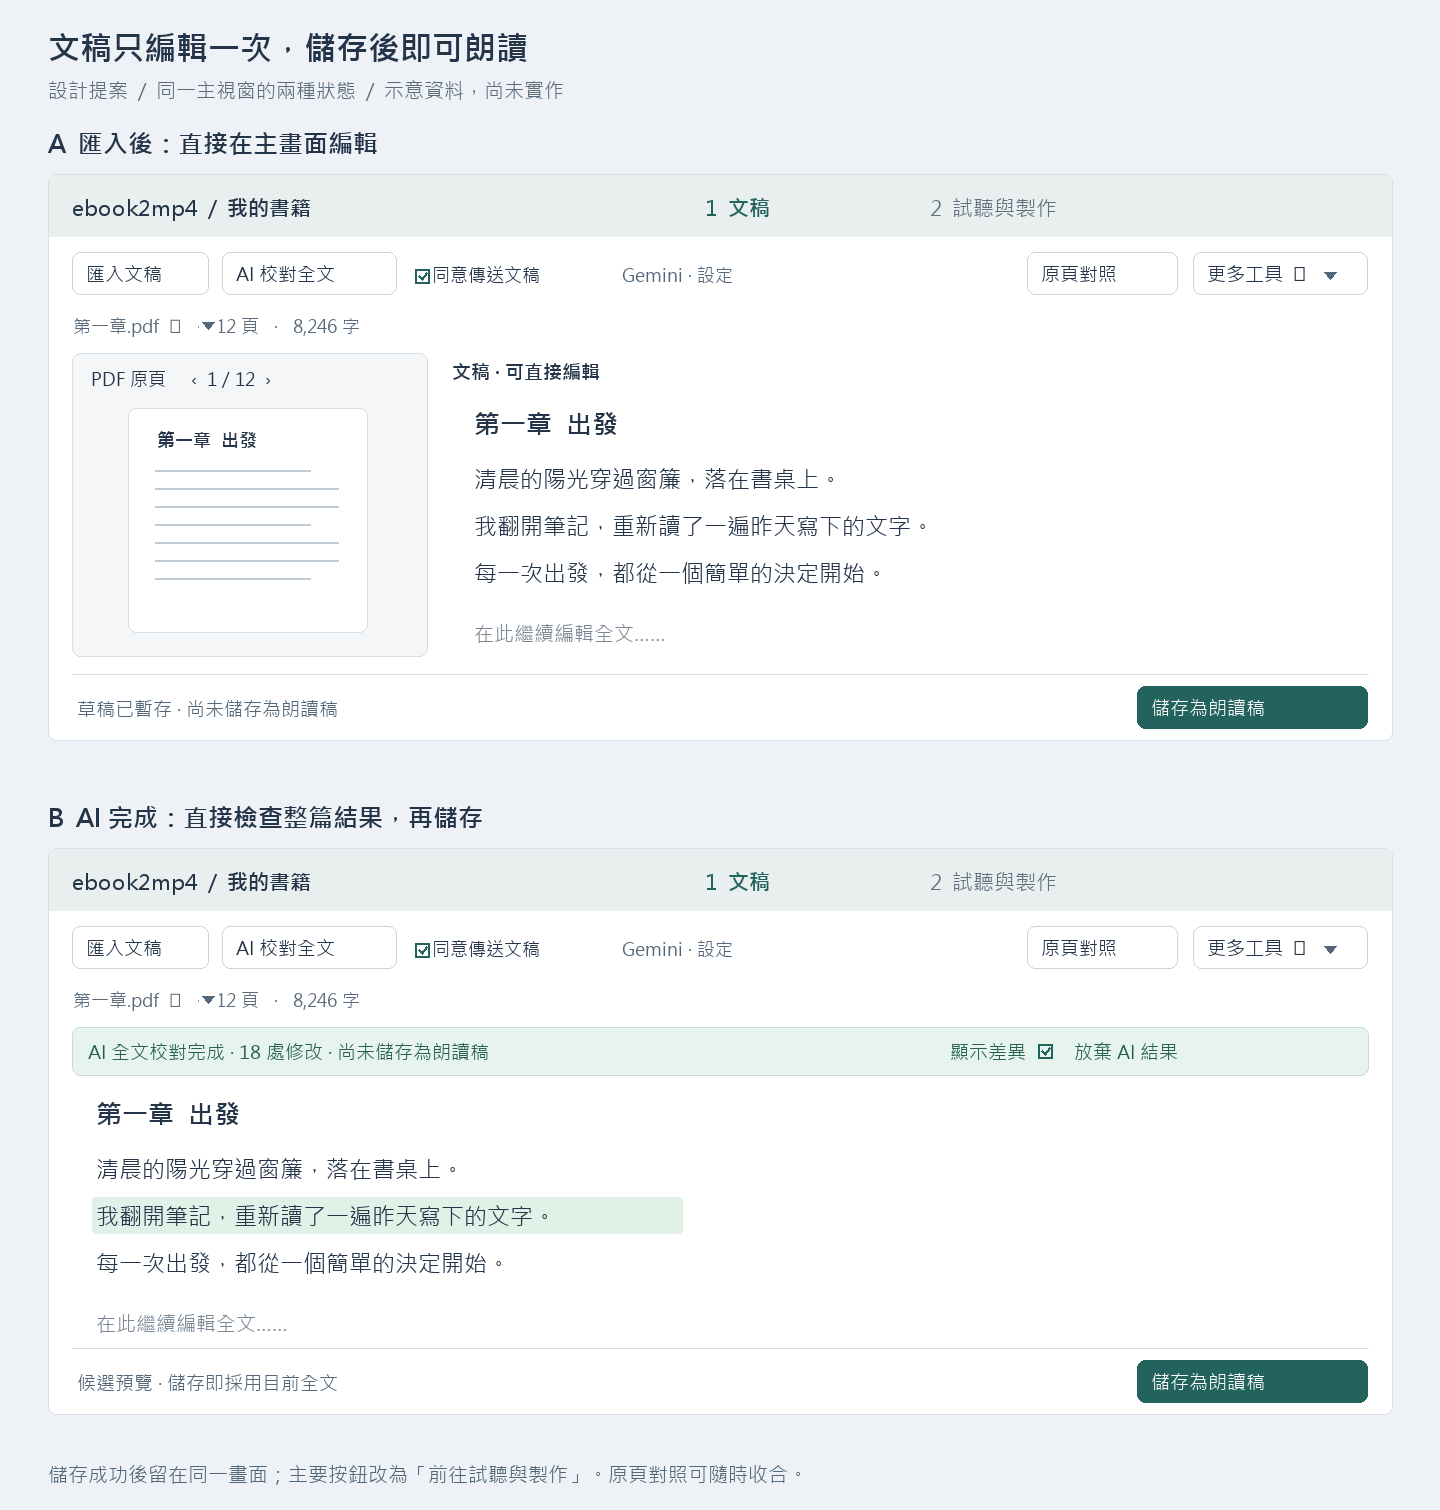 文稿只編輯一次，儲存後即可朗讀
設計提案 / 同一主視窗的兩種狀態 / 示意資料，尚未實作
A 匯入後：直接在主畫面編輯
ebook2mp4 / 我的書籍 1 文稿 2 試聽與製作
匯入文稿 AI 校對全文 同意傳送文稿 Gemini · 設定 原頁對照 更多工具
第一章.pdf · 12 頁 · 8,246 字
PDF 原頁 ‹ 1 / 12 ›
第一章 出發
文稿 · 可直接編輯
第一章 出發
清晨的陽光穿過窗簾，落在書桌上。
我翻開筆記，重新讀了一遍昨天寫下的文字。
每一次出發，都從一個簡單的決定開始。
在此繼續編輯全文……
草稿已暫存 · 尚未儲存為朗讀稿 儲存為朗讀稿
B AI 完成：直接檢查整篇結果，再儲存
ebook2mp4 / 我的書籍 1 文稿 2 試聽與製作
匯入文稿 AI 校對全文 同意傳送文稿 Gemini · 設定 原頁對照 更多工具
第一章.pdf · 12 頁 · 8,246 字
AI 全文校對完成 · 18 處修改 · 尚未儲存為朗讀稿 顯示差異 放棄 AI 結果
第一章 出發
清晨的陽光穿過窗簾，落在書桌上。
我翻開筆記，重新讀了一遍昨天寫下的文字。
每一次出發，都從一個簡單的決定開始。
在此繼續編輯全文……
候選預覽 · 儲存即採用目前全文 儲存為朗讀稿
儲存成功後留在同一畫面；主要按鈕改為「前往試聽與製作」。原頁對照可隨時收合。